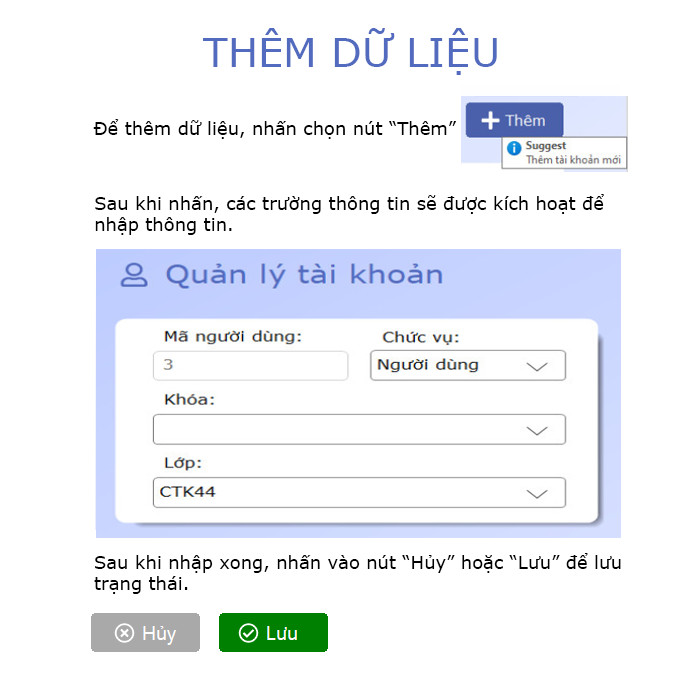 THÊM DỮ LIỆU
Để thêm dữ liệu, nhấn chọn nút “Thêm”
Thêm
Suggest
Thêm tài khoản mới
Sau khi nhấn, các trường thông tin sẽ được kích hoạt để
nhập thông tin.
Quản lý tài khoản
Mã người dùng:
Chức vụ:
3
Người dùng
Khóa:
Lớp:
CTK44
Sau khi nhập xong, nhấn vào nút “Hủy” hoặc “Lưu” để lưu
trạng thái.
Hủy
Lưu